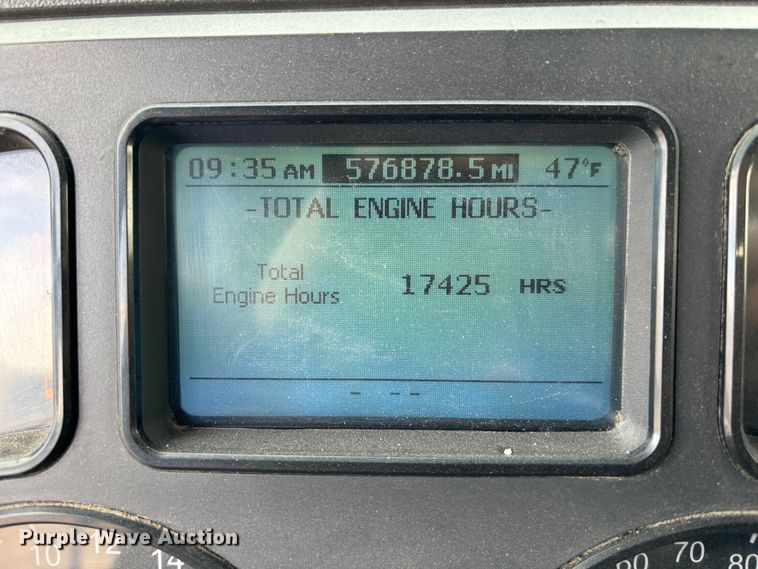 09:35 AM 576878.5 MI 47°F
-TOTAL ENGINE HOURS-
Total
Engine Hours 17425 HRS
- --
10 12 14
70 80
Purple Wave Auction